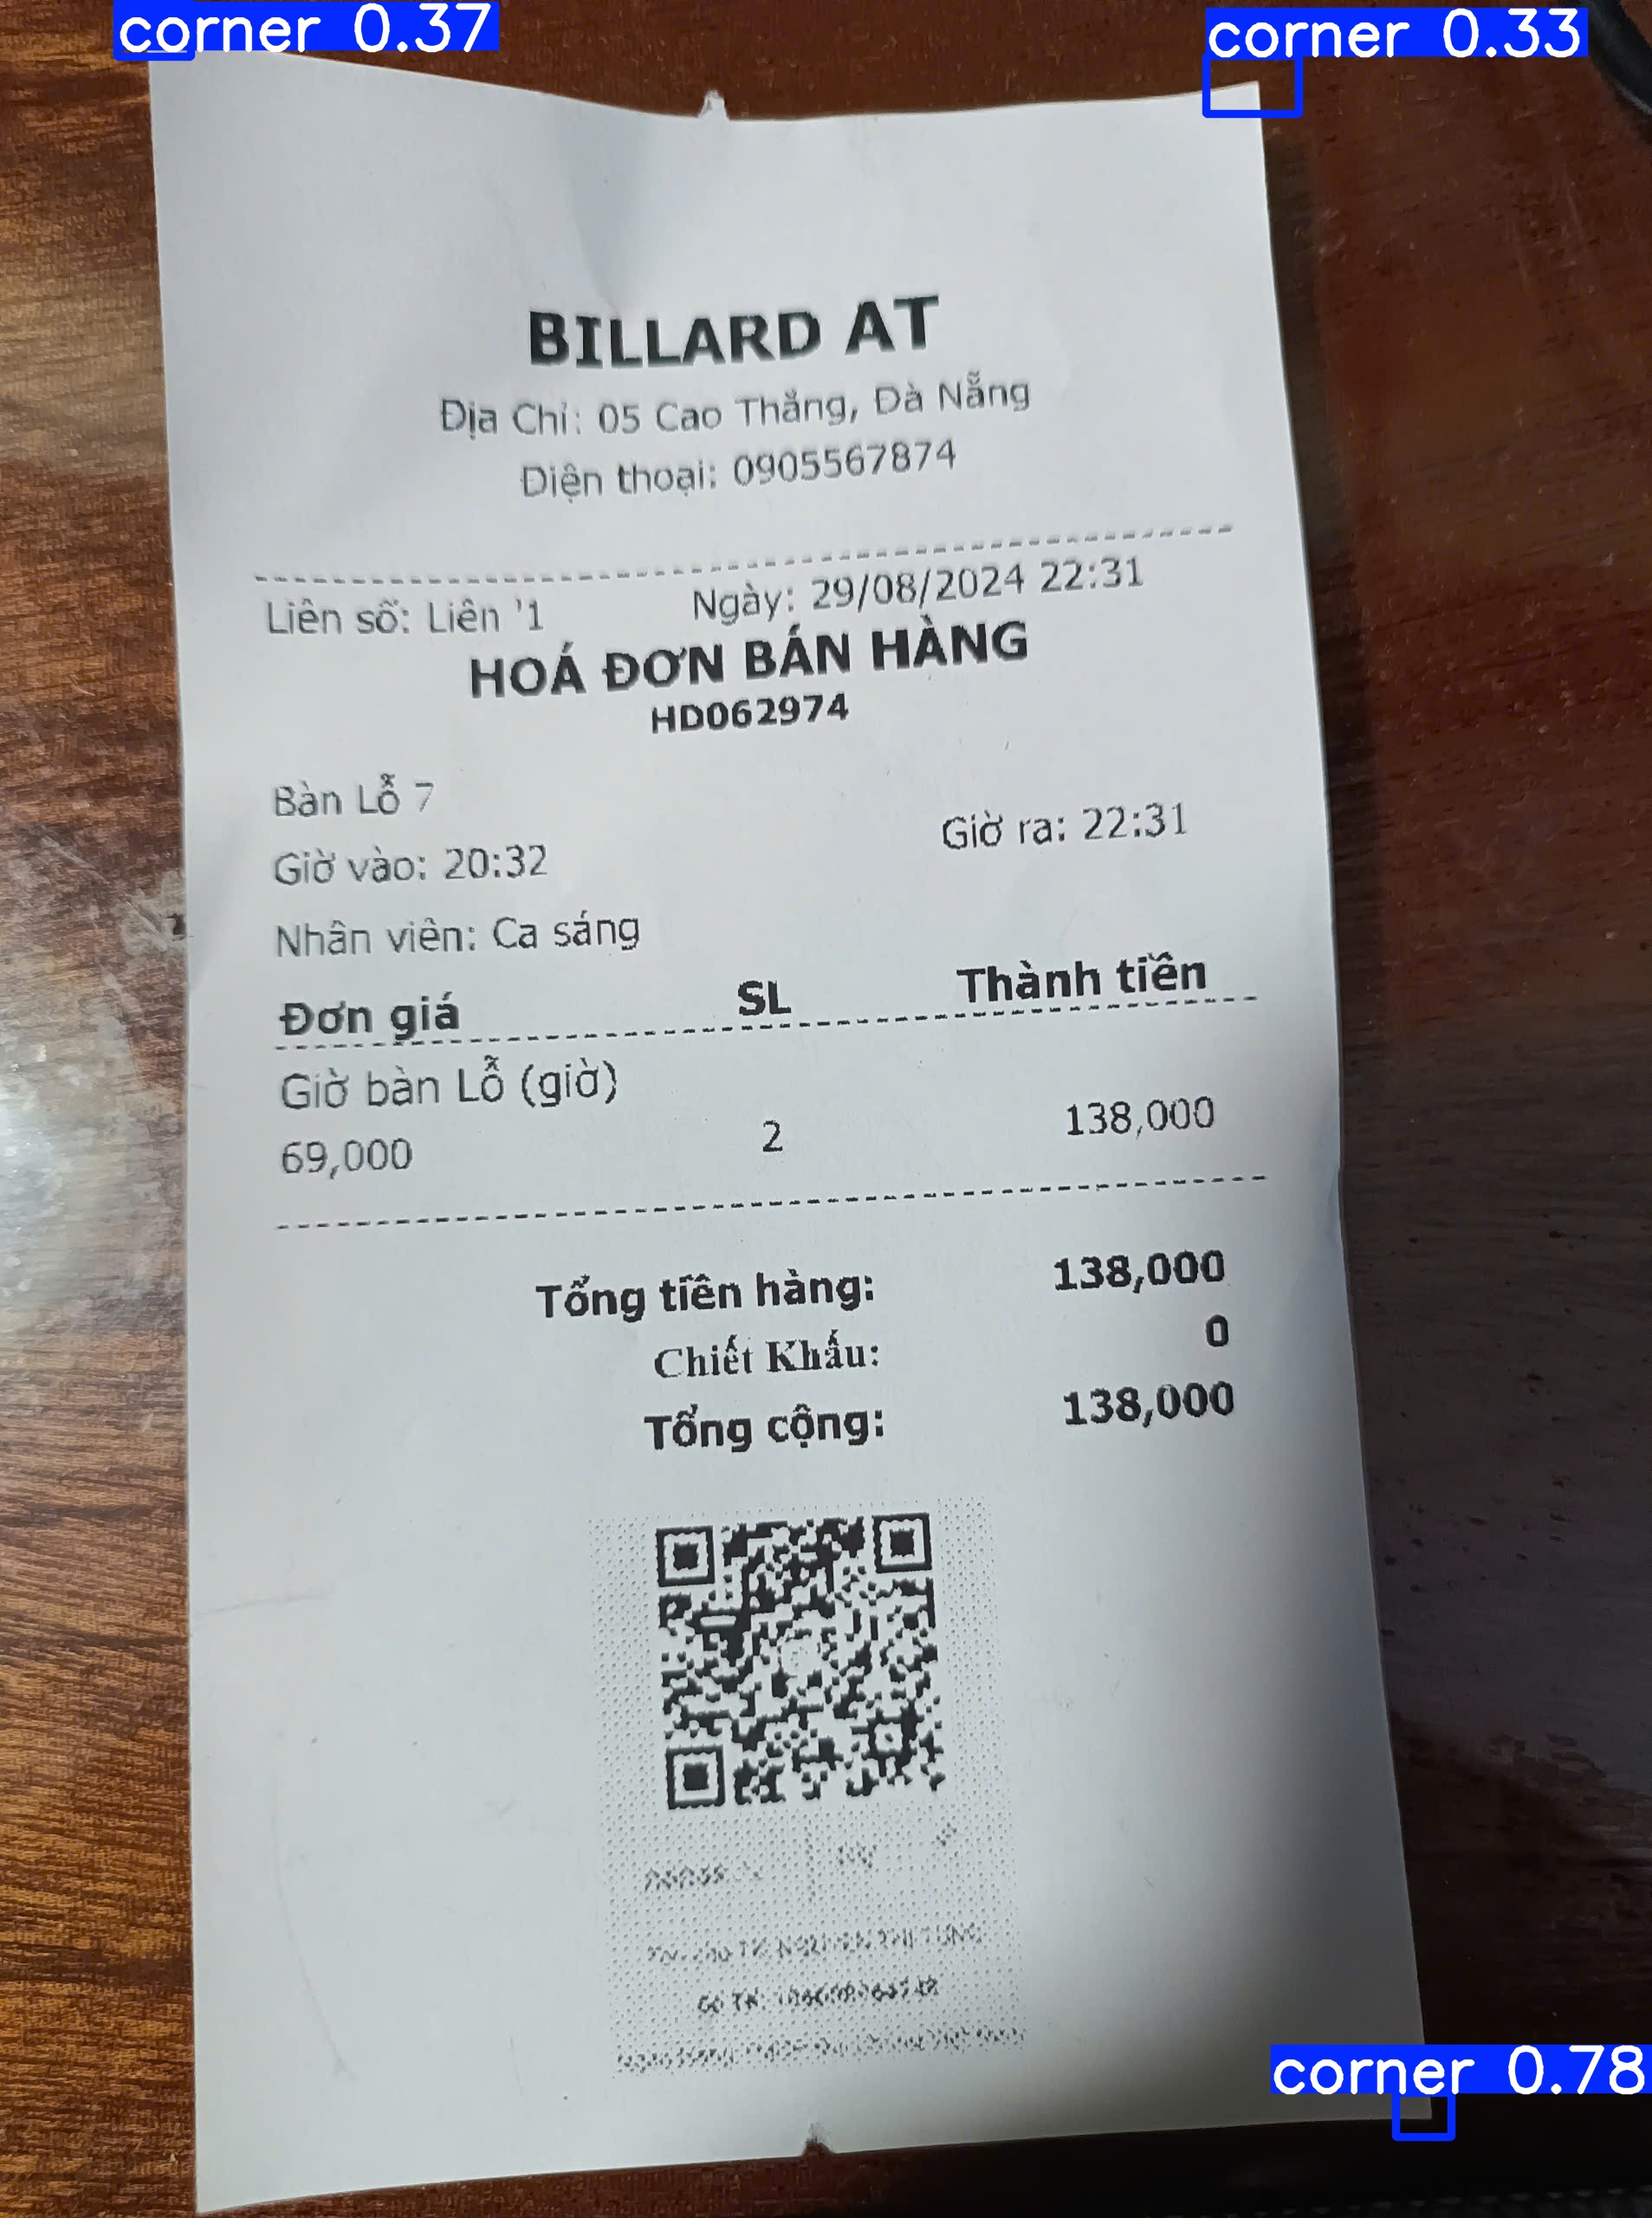 corner 0.37
corner 0.33
BILLARD AT
Địa Chỉ: 05 Cao Thắng, Đà Nẵng
Điện thoại: 0905567874
Liên số: Liên '1 Ngày: 29/08/2024 22:31
HOÁ ĐƠN BÁN HÀNG
HD062974
Bàn Lỗ 7
Giờ vào: 20:32 Giờ ra: 22:31
Nhân viên: Ca sáng
Đơn giá SL Thành tiền
Giờ bàn Lỗ (giờ)
69,000 2 138,000
Tổng tiền hàng: 138,000
Chiết Khấu: 0
Tổng cộng: 138,000
corner 0.78